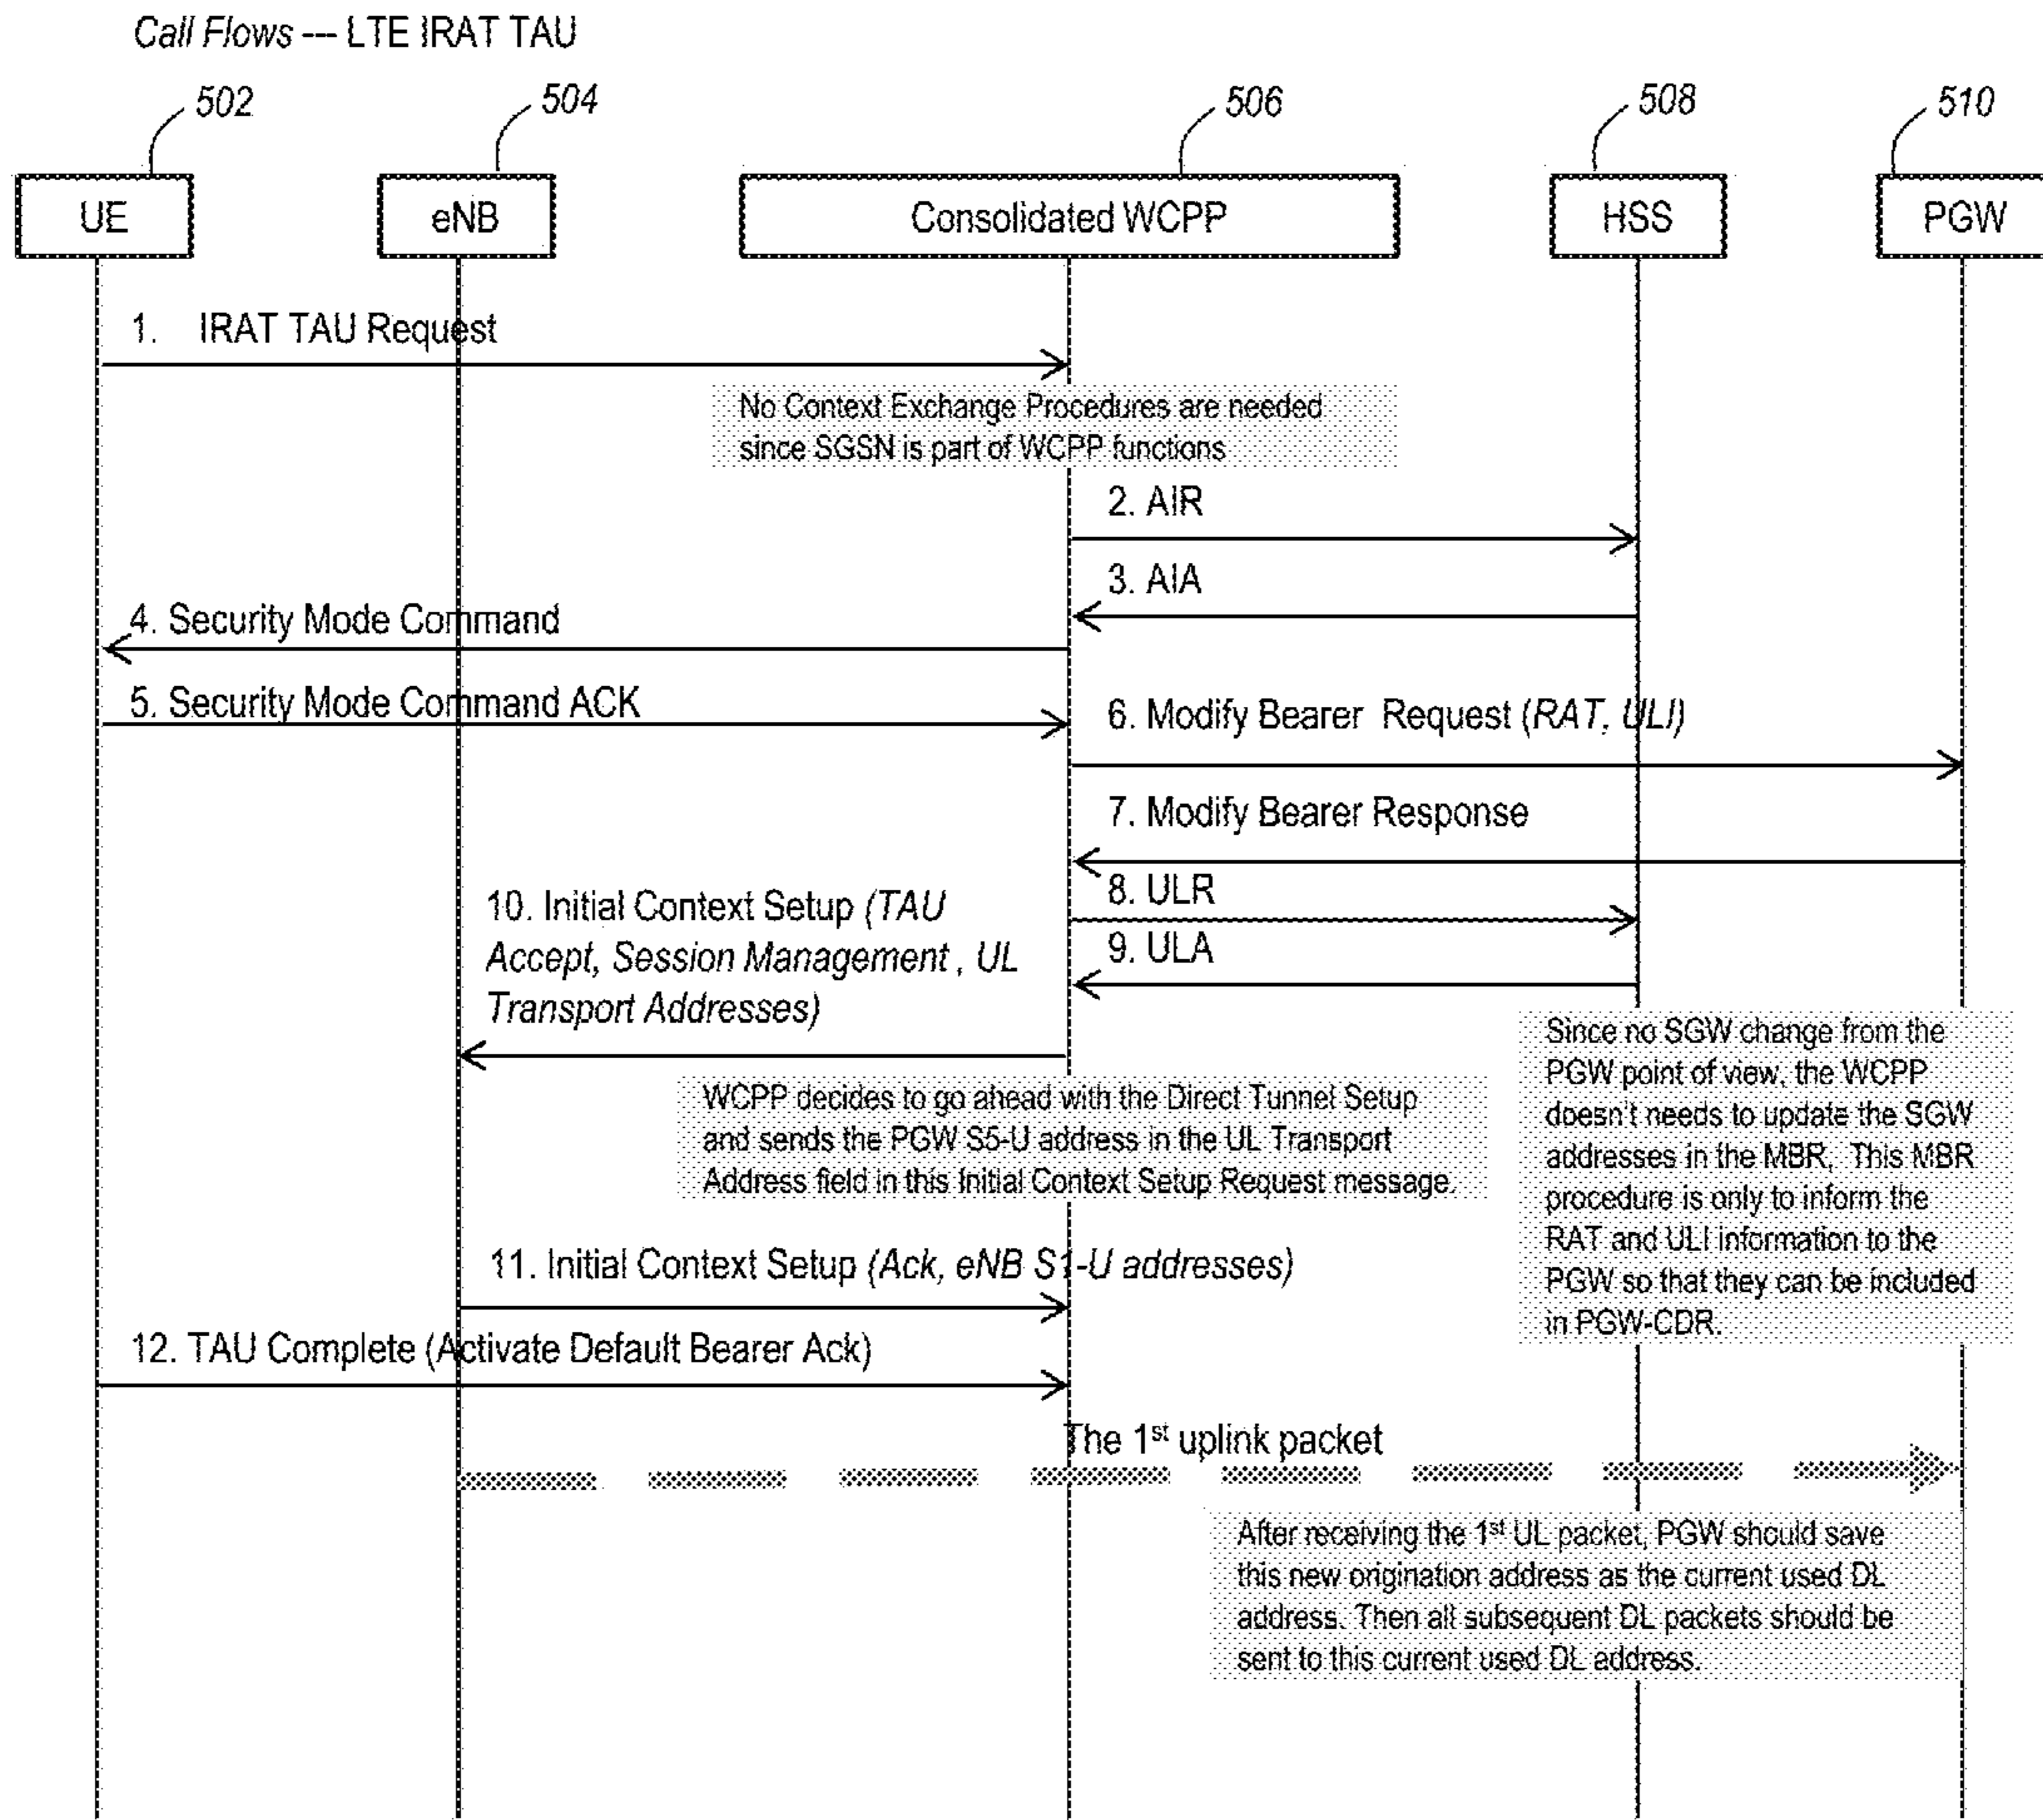 Call Flows --- LTE IRAT TAU
502
504
506
508
510
UE
eNB
Consolidated WCPP
HSS
PGW
1. IRAT TAU Request
No Context Exchange Procedures are needed
since SGSN is part of WCPP functions
2. AIR
3. AIA
4. Security Mode Command
5. Security Mode Command ACK
6. Modify Bearer Request (RAT, ULI)
7. Modify Bearer Response
8. ULR
9. ULA
10. Initial Context Setup (TAU
Accept, Session Management , UL
Transport Addresses)
Since no SGW change from the
PGW point of view, the WCPP
doesn't needs to update the SGW
addresses in the MBR. This MBR
procedure is only to inform the
RAT and ULI information to the
PGW so that they can be included
in PGW-CDR.
WCPP decides to go ahead with the Direct Tunnel Setup
and sends the PGW S5-U address in the UL Transport
Address field in this Initial Context Setup Request message.
11. Initial Context Setup (Ack, eNB S1-U addresses)
12. TAU Complete (Activate Default Bearer Ack)
The 1st uplink packet
After receiving the 1st UL packet, PGW should save
this new origination address as the current used DL
address. Then all subsequent DL packets should be
sent to this current used DL address.